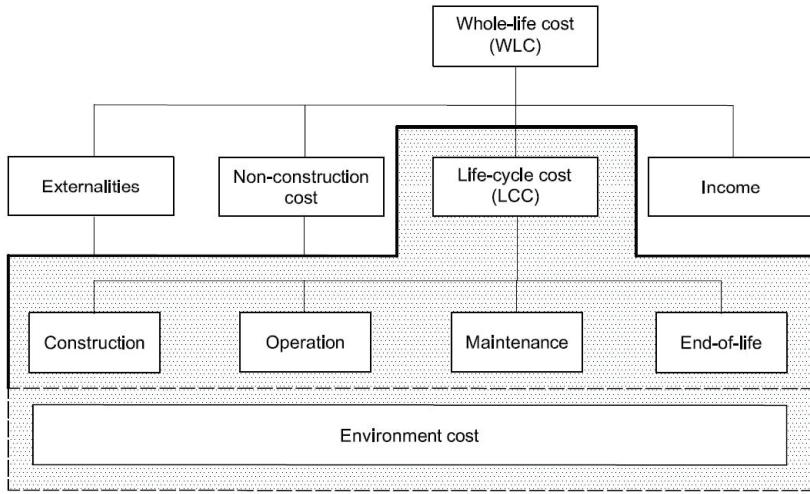 Whole-life cost
(WLC)
Externalities
Non-construction
cost
Life-cycle cost
(LCC)
Income
Construction
Operation
Maintenance
End-of-life
Environment cost